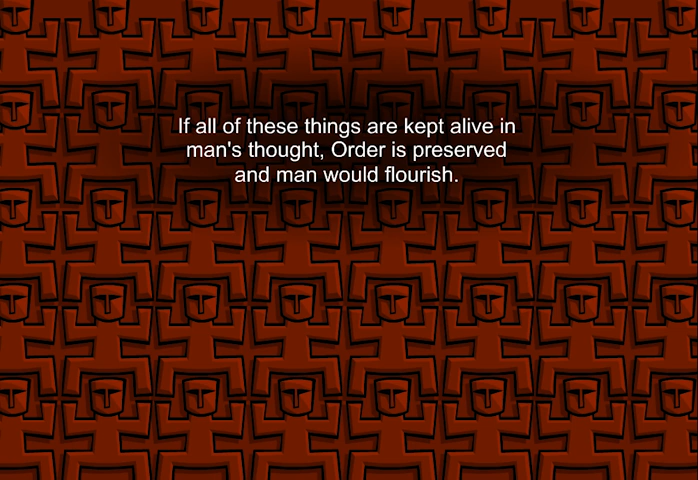 If all of these things are kept alive in
man's thought, Order is preserved
and man would flourish.